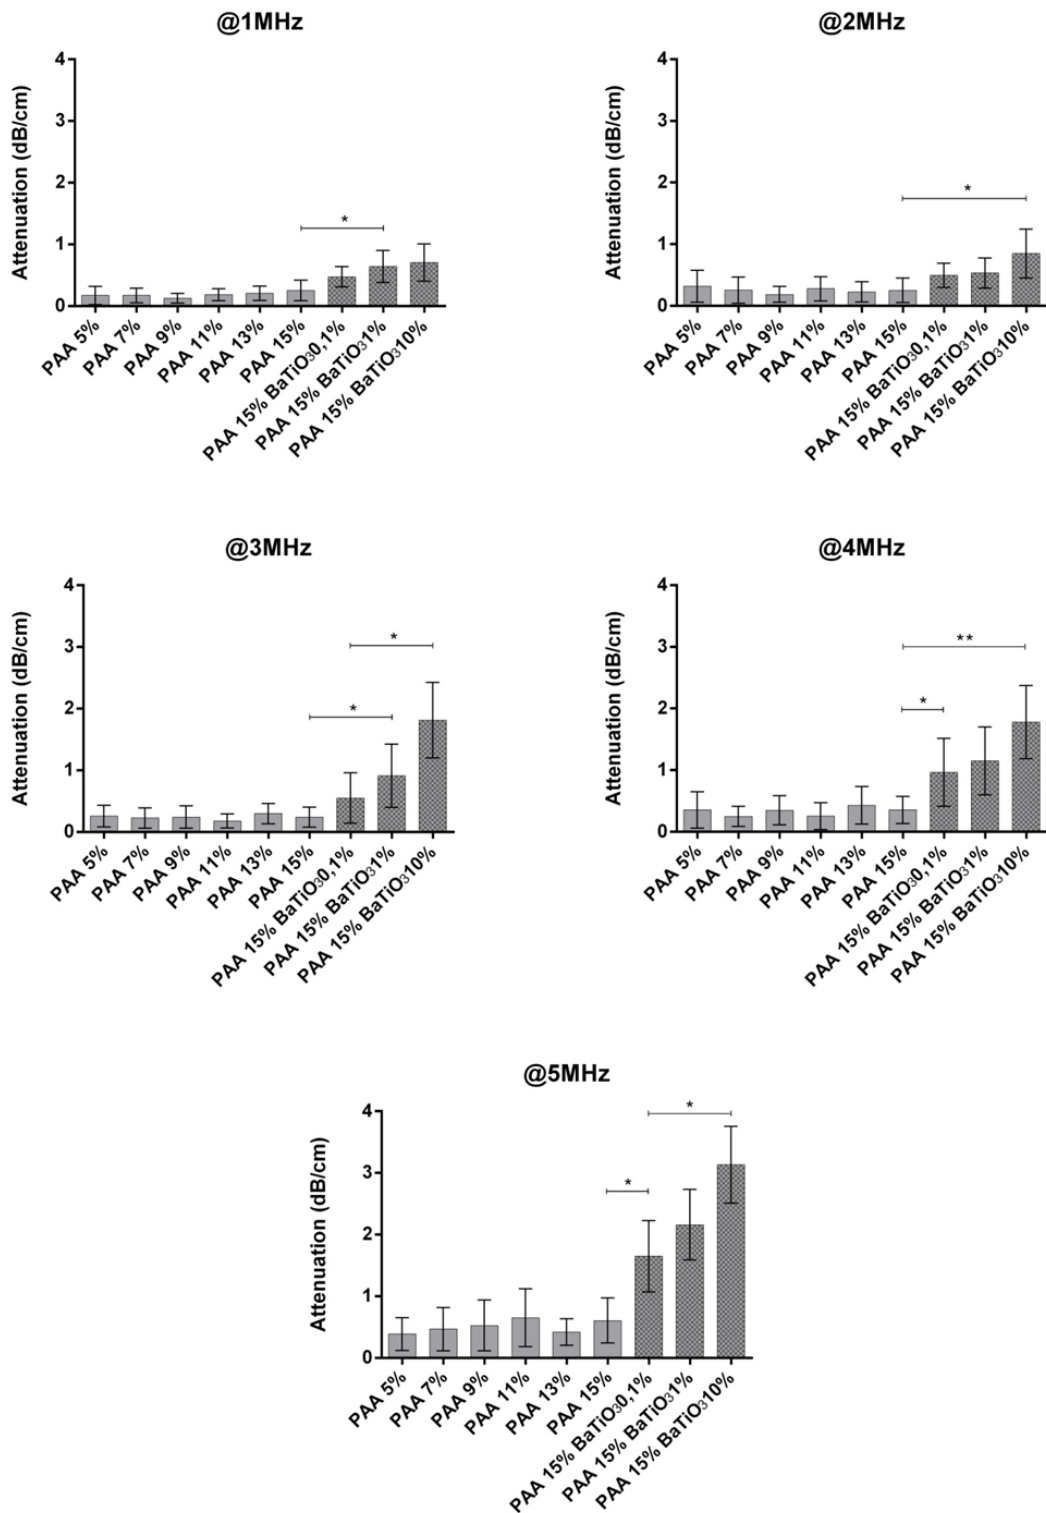 @1MHz
Attenuation (dB/cm)
4
3
2
1
0
*
PAA 5%
PAA 7%
PAA 9%
PAA 11%
PAA 13%
PAA 15%
PAA 15% BaTiO₃0,1%
PAA 15% BaTiO₃1%
PAA 15% BaTiO₃10%
@2MHz
Attenuation (dB/cm)
4
3
2
1
0
*
PAA 5%
PAA 7%
PAA 9%
PAA 11%
PAA 13%
PAA 15%
PAA 15% BaTiO₃0,1%
PAA 15% BaTiO₃1%
PAA 15% BaTiO₃10%
@3MHz
Attenuation (dB/cm)
4
3
2
1
0
*
*
PAA 5%
PAA 7%
PAA 9%
PAA 11%
PAA 13%
PAA 15%
PAA 15% BaTiO₃0,1%
PAA 15% BaTiO₃1%
PAA 15% BaTiO₃10%
@4MHz
Attenuation (dB/cm)
4
3
2
1
0
**
*
PAA 5%
PAA 7%
PAA 9%
PAA 11%
PAA 13%
PAA 15%
PAA 15% BaTiO₃0,1%
PAA 15% BaTiO₃1%
PAA 15% BaTiO₃10%
@5MHz
Attenuation (dB/cm)
4
3
2
1
0
*
*
PAA 5%
PAA 7%
PAA 9%
PAA 11%
PAA 13%
PAA 15%
PAA 15% BaTiO₃0,1%
PAA 15% BaTiO₃1%
PAA 15% BaTiO₃10%